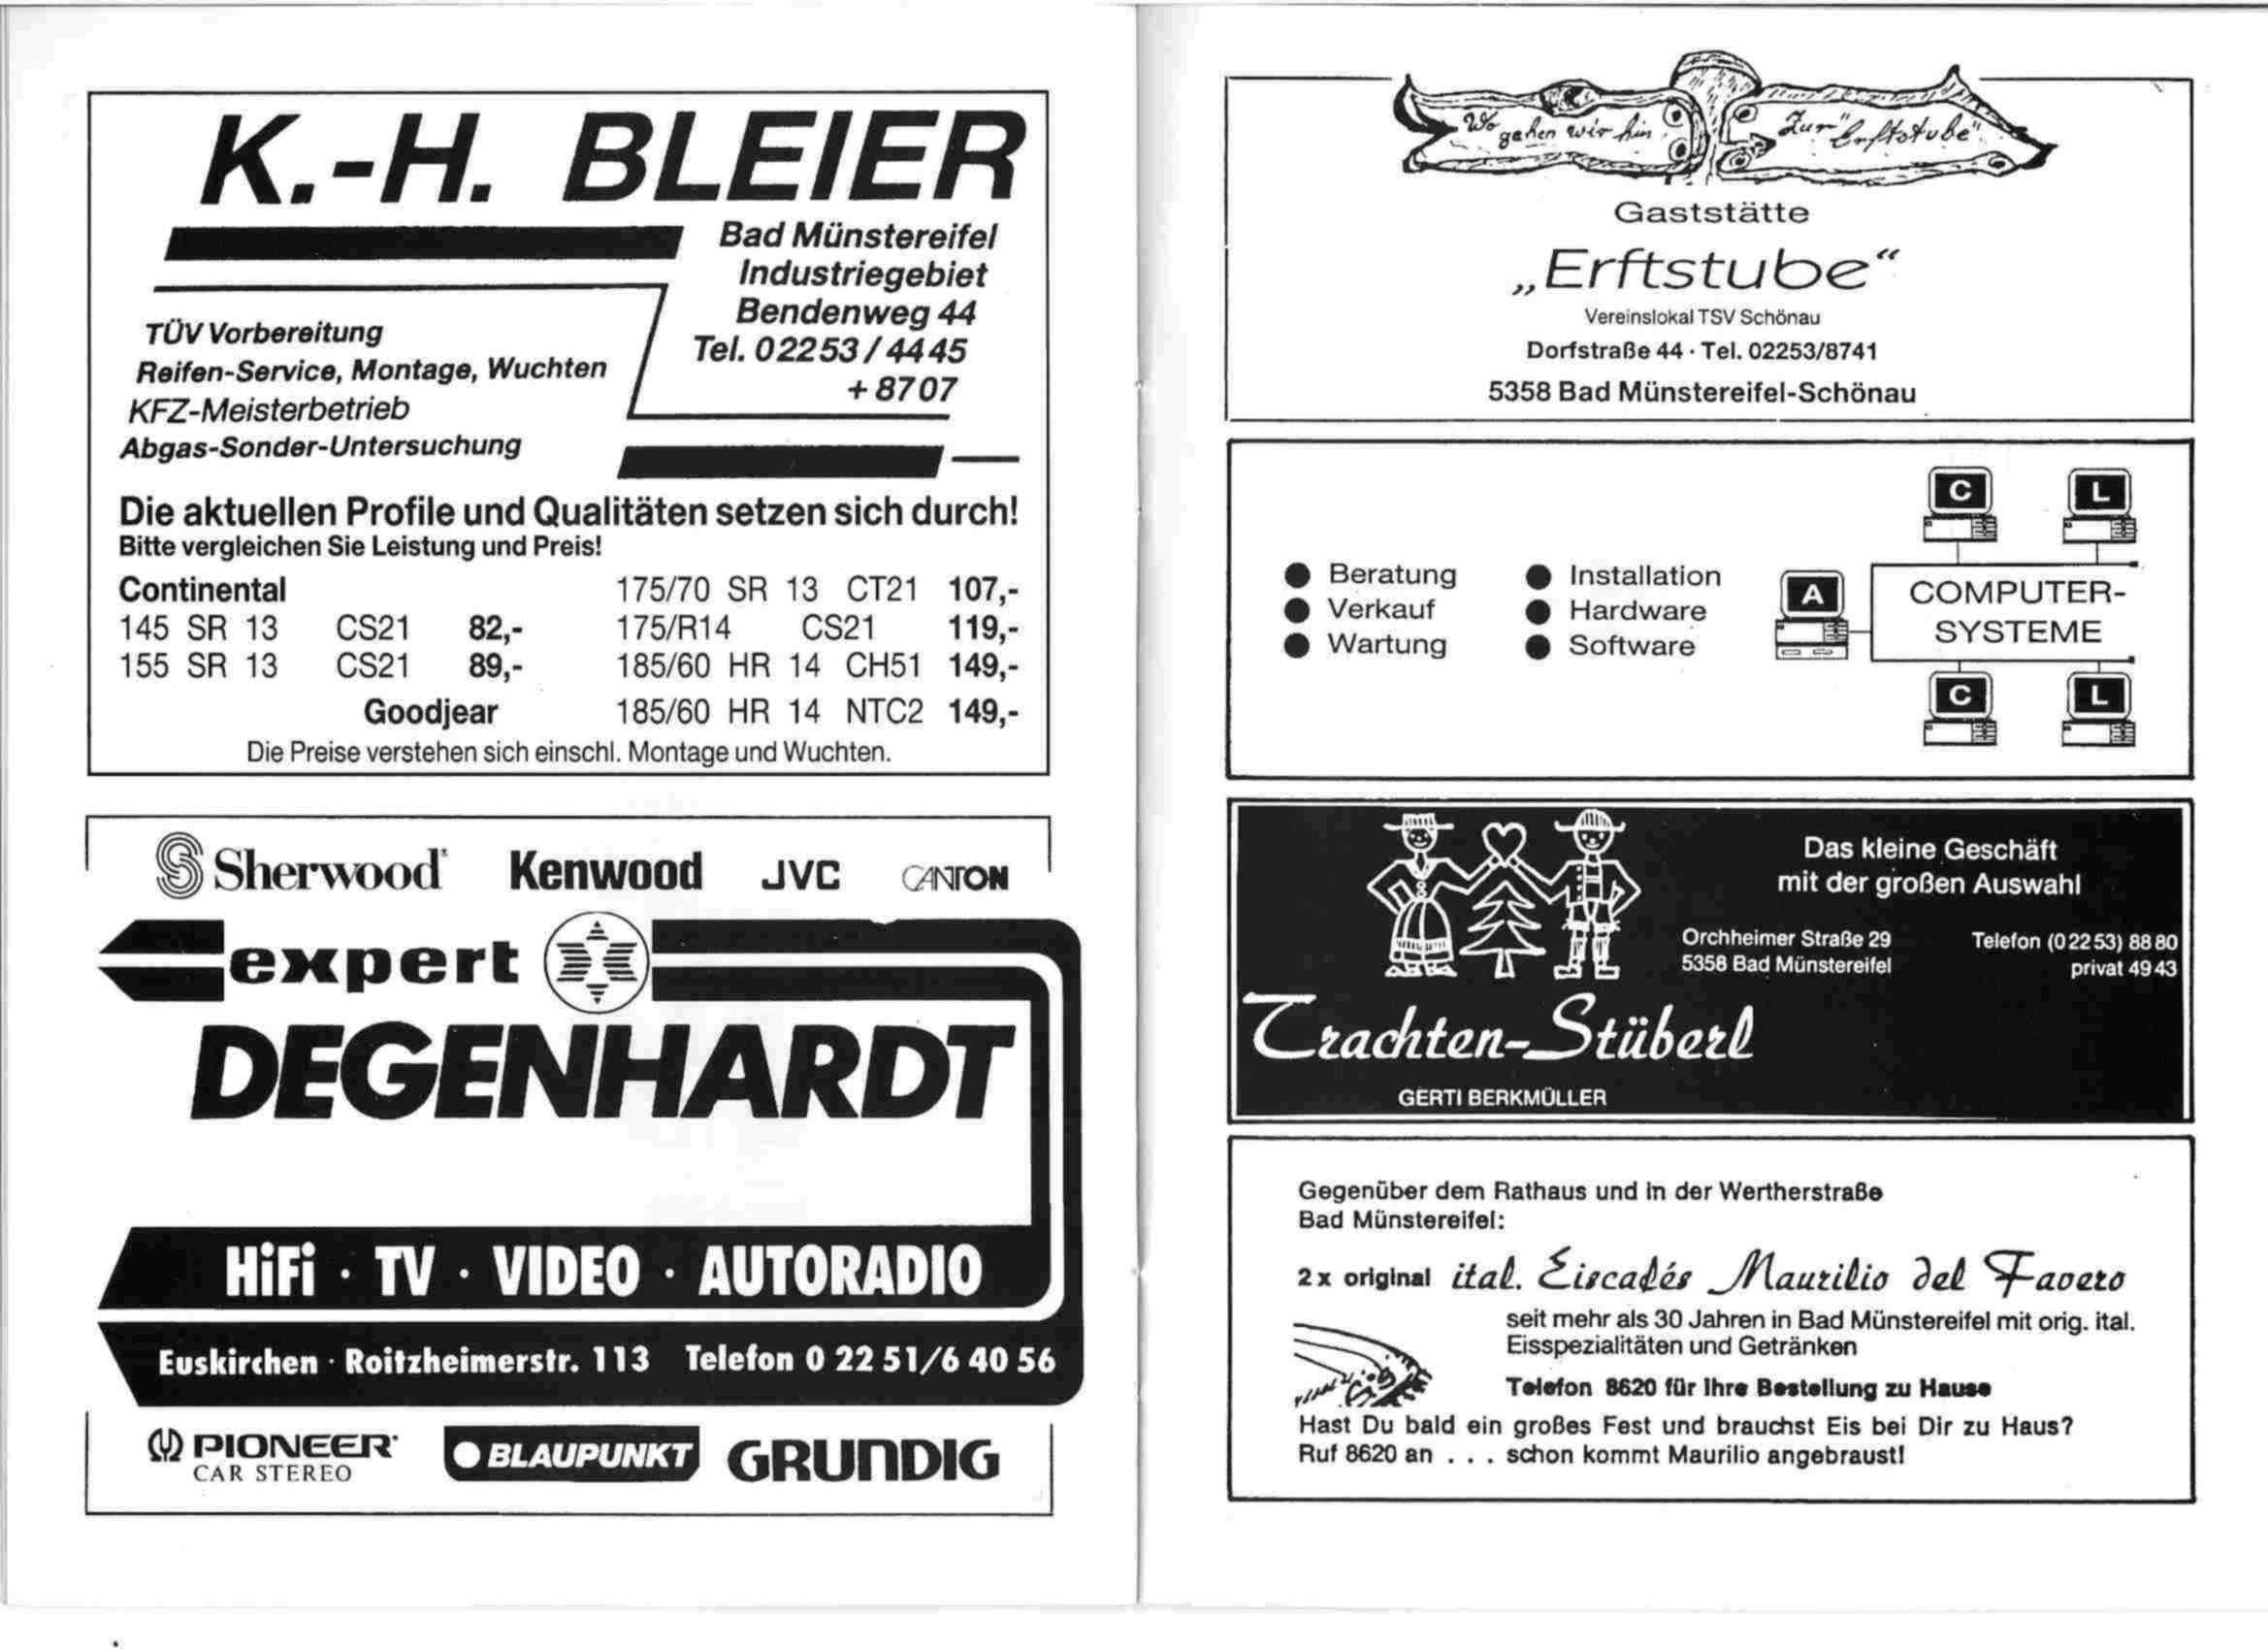 K.-H. BLEIER
Bad Münstereifel
Industriegebiet
Bendenweg 44
Tel. 02253/4445
+ 8707
TÜV Vorbereitung
Reifen-Service, Montage, Wuchten
KFZ-Meisterbetrieb
Abgas-Sonder-Untersuchung
Die aktuellen Profile und Qualitäten setzen sich durch!
Bitte vergleichen Sie Leistung und Preis!
Continental 175/70 SR 13 CT21 107,-
145 SR 13 CS21 82,- 175/R14 CS21 119,-
155 SR 13 CS21 89,- 185/60 HR 14 CH51 149,-
Goodjear 185/60 HR 14 NTC2 149,-
Die Preise verstehen sich einschl. Montage und Wuchten.
Sherwood Kenwood JVC CANTON
expert
DEGENHARDT
HiFi · TV · VIDEO · AUTORADIO
Euskirchen · Roitzheimerstr. 113 Telefon 0 22 51/6 40 56
PIONEER BLAUPUNKT GRUNDIG
CAR STEREO
Wo gehen wir hin Zur "Erftstube"
Gaststätte
„Erftstube“
Vereinslokal TSV Schönau
Dorfstraße 44 · Tel. 02253/8741
5358 Bad Münstereifel-Schönau
C L
● Beratung ● Installation
● Verkauf ● Hardware
● Wartung ● Software
A
COMPUTER-
SYSTEME
C L
Das kleine Geschäft
mit der großen Auswahl
Orchheimer Straße 29 Telefon (0 22 53) 88 80
5358 Bad Münstereifel privat 49 43
Trachten-Stüberl
GERTI BERKMÜLLER
Gegenüber dem Rathaus und in der Wertherstraße
Bad Münstereifel:
2 x original ital. Eiscafés Maurilio del Favero
seit mehr als 30 Jahren in Bad Münstereifel mit orig. ital.
Eisspezialitäten und Getränken
Telefon 8620 für Ihre Bestellung zu Hause
Hast Du bald ein großes Fest und brauchst Eis bei Dir zu Haus?
Ruf 8620 an . . . schon kommt Maurilio angebraust!